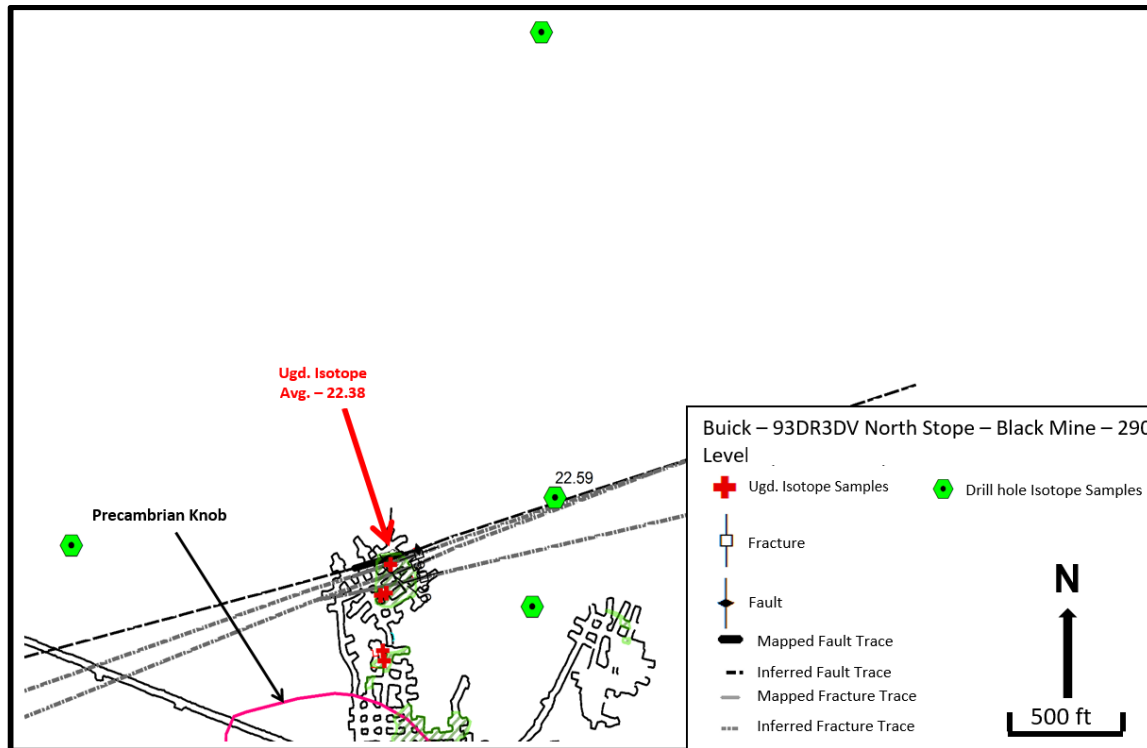 Ugd. Isotope
Avg. – 22.38
22.59
Precambrian Knob
Buick – 93DR3DV North Stope – Black Mine – 290
Level
Ugd. Isotope Samples
Drill hole Isotope Samples
Fracture
Fault
Mapped Fault Trace
Inferred Fault Trace
Mapped Fracture Trace
Inferred Fracture Trace
N
500 ft